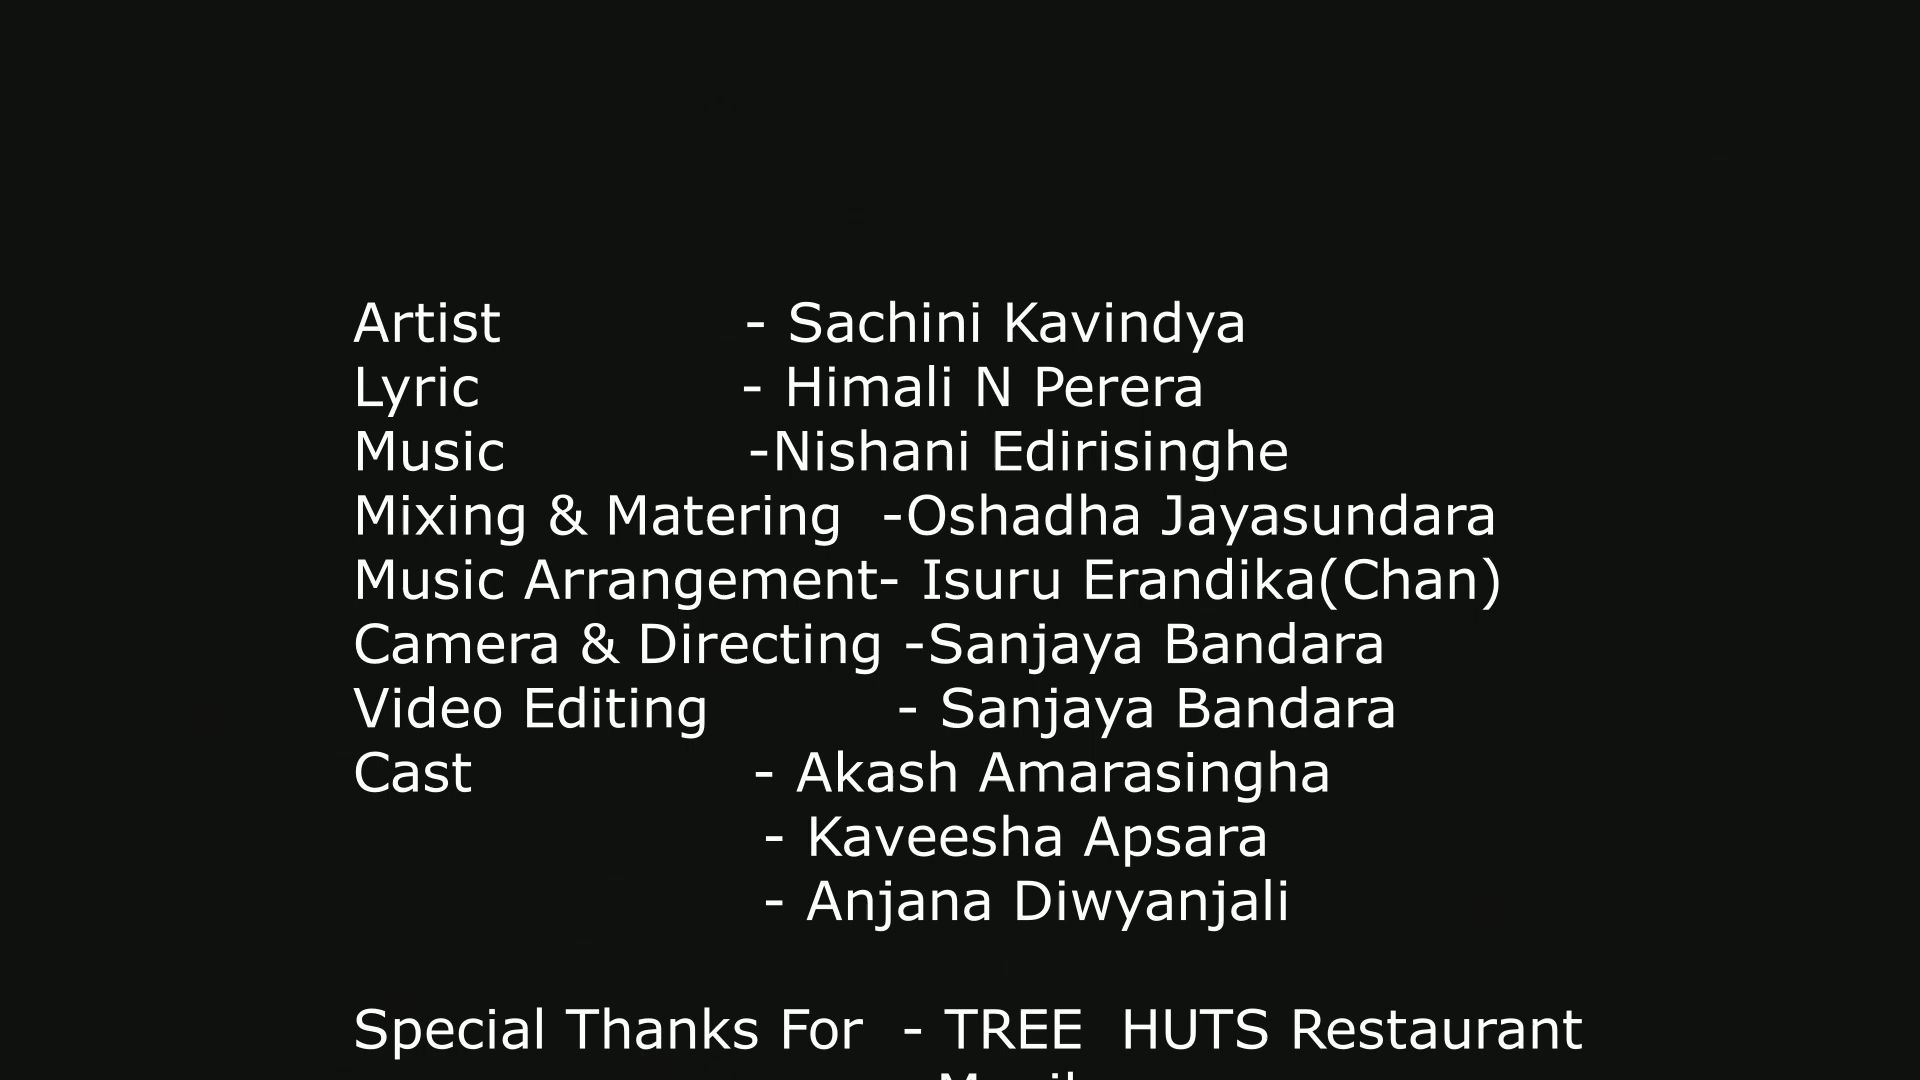 Artist - Sachini Kavindya
Lyric - Himali N Perera
Music -Nishani Edirisinghe
Mixing & Matering -Oshadha Jayasundara
Music Arrangement- Isuru Erandika(Chan)
Camera & Directing -Sanjaya Bandara
Video Editing - Sanjaya Bandara
Cast - Akash Amarasingha
- Kaveesha Apsara
- Anjana Diwyanjali
Special Thanks For - TREE HUTS Restaurant